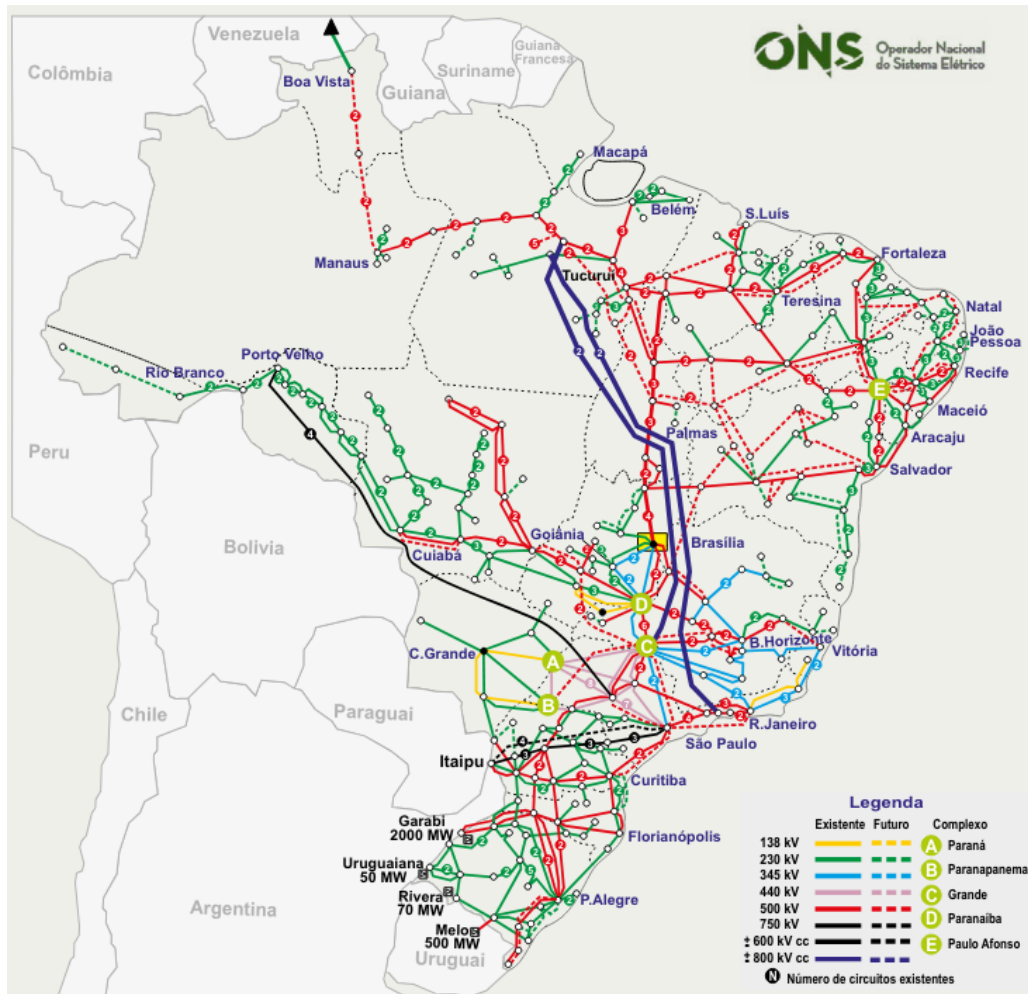 Venezuela
Colômbia
Boa Vista
Guiana
Suriname
Guiana
Francesa
ONS
Operador Nacional
do Sistema Elétrico
Macapá
Belém
S.Luís
Fortaleza
Manaus
Tucuruí
Teresina
Natal
João
Pessoa
Recife
Maceió
Aracaju
Salvador
Porto Velho
Rio Branco
Palmas
Peru
Bolivia
Cuiabá
Goiânia
Brasília
E
D
C
A
B
B.Horizonte
Vitória
C.Grande
R.Janeiro
São Paulo
Chile
Paraguai
Itaipu
Curitiba
Garabi
2000 MW
Florianópolis
Uruguaiana
50 MW
Rivera
70 MW
P.Alegre
Melo
500 MW
Argentina
Uruguai
Legenda
Existente Futuro Complexo
138 kV A Paraná
230 kV
345 kV B Paranapanema
440 kV C Grande
500 kV
750 kV D Paranaíba
± 600 kV cc
± 800 kV cc E Paulo Afonso
N Número de circuitos existentes